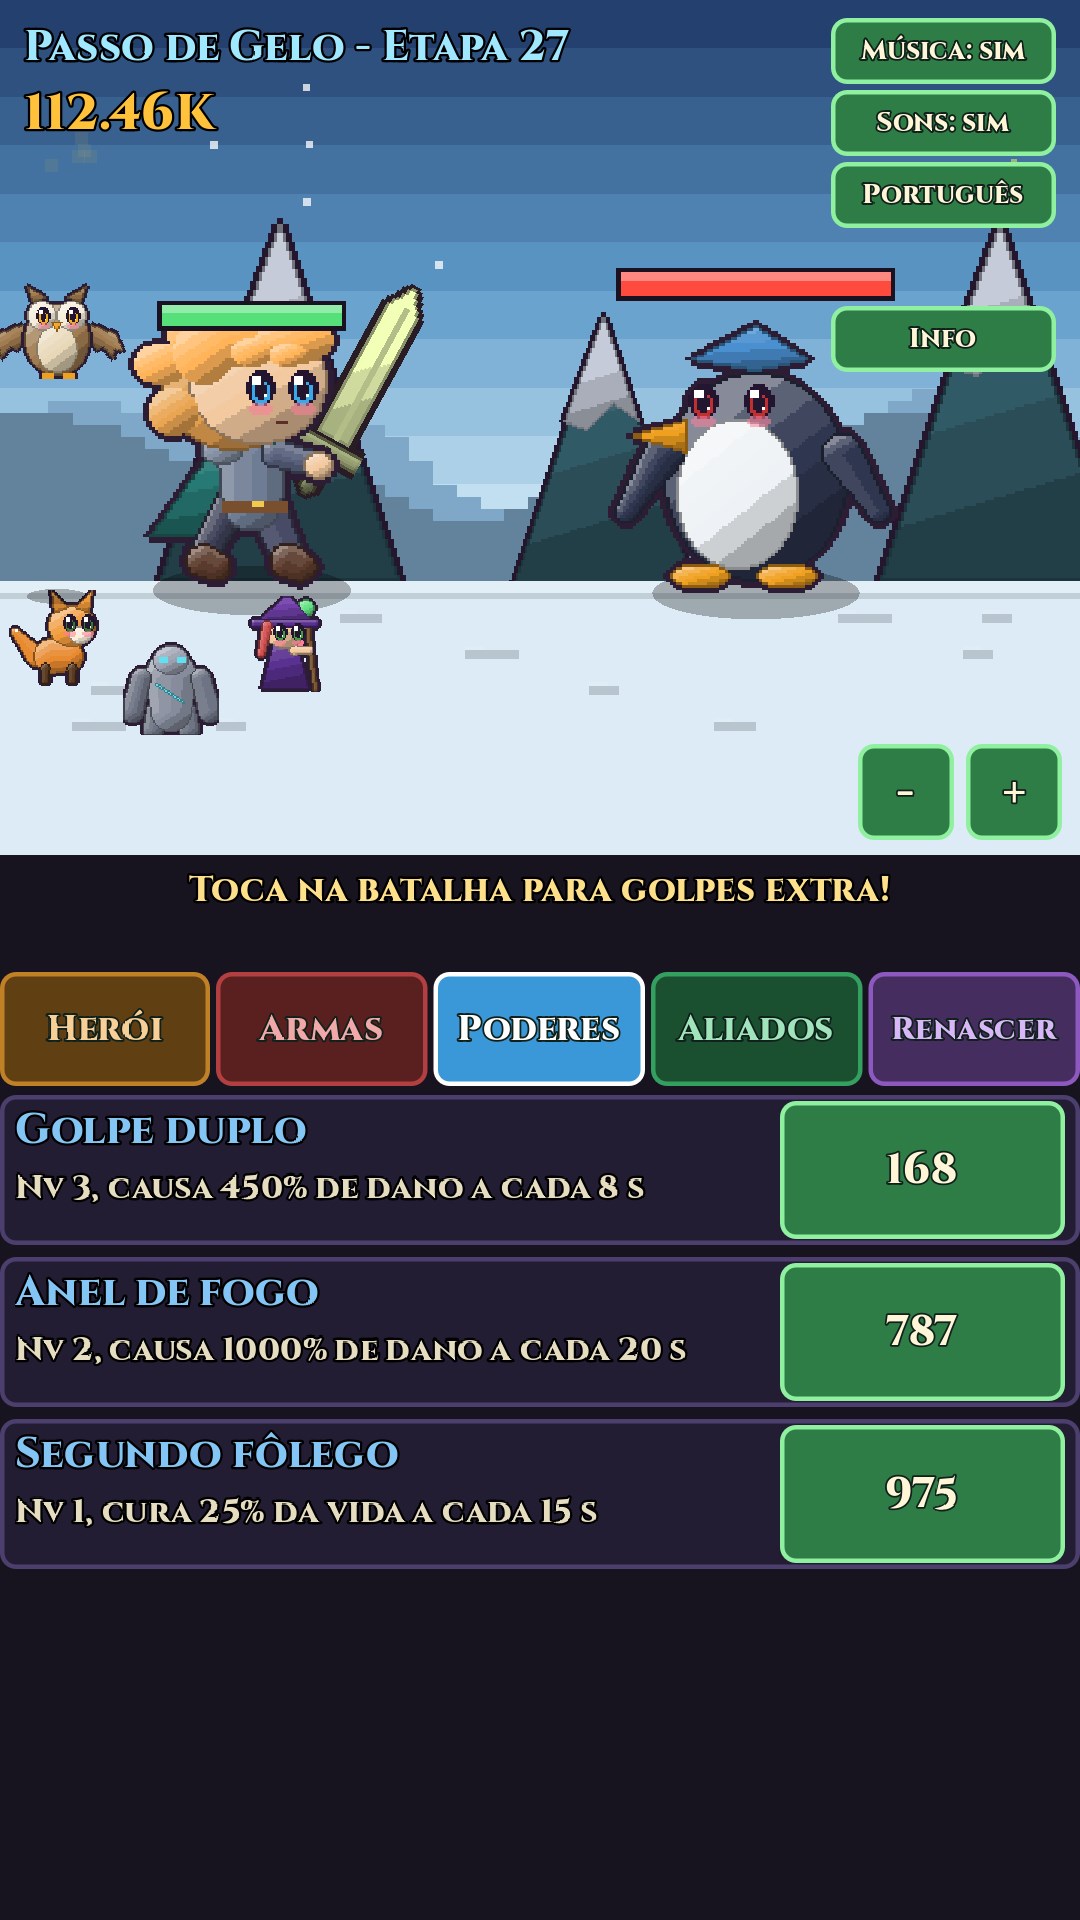 Passo de Gelo - Etapa 27
112.46K
Música: sim
Sons: sim
Português
Info
-
+
Toca na batalha para golpes extra!
Herói
Armas
Poderes
Aliados
Renascer
Golpe duplo
Nv 3, causa 450% de dano a cada 8 s
168
Anel de fogo
Nv 2, causa 1000% de dano a cada 20 s
787
Segundo fôlego
Nv 1, cura 25% da vida a cada 15 s
975